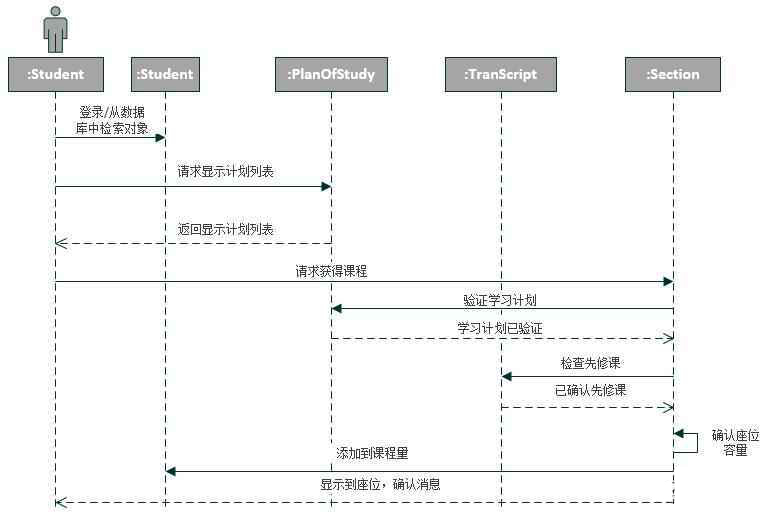 :Student
:Student
:PlanOfStudy
:TranScript
:Section
登录/从数据
库中检索对象
请求显示计划列表
返回显示计划列表
请求获得课程
验证学习计划
学习计划已验证
检查先修课
已确认先修课
确认座位
容量
添加到课程量
显示到座位，确认消息